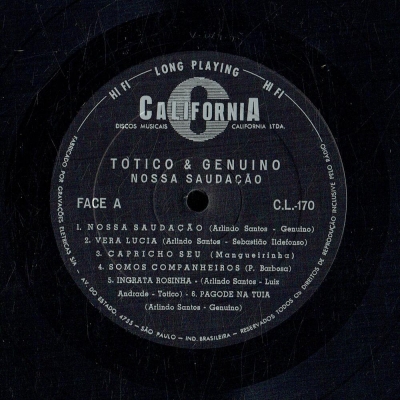 HI FI LONG PLAYING HI FI
CALIFORNIA
DISCOS MUSICAIS CALIFORNIA LTDA.
TOTICO & GENUINO
NOSSA SAUDAÇÃO
FACE A C.L.-170
1. NOSSA SAUDAÇÃO (Arlindo Santos - Genuino)
2. VERA LUCIA (Arlindo Santos - Sebastião Ildefonso)
3. CAPRICHO SEU (Mangueirinha)
4. SOMOS COMPANHEIROS (P. Barbosa)
5. INGRATA ROSINHA - (Arlindo Santos - Luiz
Andrade - Totico) - 6. PAGODE NA TUIA
(Arlindo Santos - Genuino)
FABRICADO POR GRAVAÇÕES ELÉTRICAS S/A - AV. DO ESTADO, 4755 - SÃO PAULO - IND. BRASILEIRA - RESERVADOS TODOS OS DIREITOS DE REPRODUÇÃO INCLUSIVE PELO RADIO